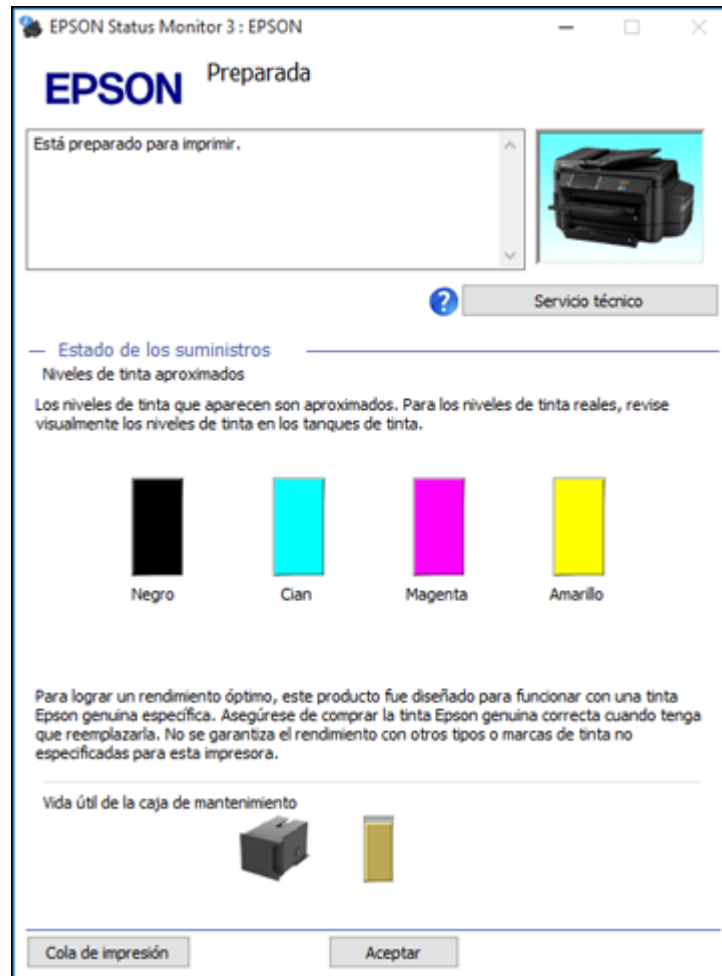 EPSON Status Monitor 3 : EPSON
EPSON
Preparada
Está preparado para imprimir.
Servicio técnico
Estado de los suministros
Niveles de tinta aproximados
Los niveles de tinta que aparecen son aproximados. Para los niveles de tinta reales, revise
visualmente los niveles de tinta en los tanques de tinta.
Negro
Cian
Magenta
Amarillo
Para lograr un rendimiento óptimo, este producto fue diseñado para funcionar con una tinta
Epson genuina específica. Asegúrese de comprar la tinta Epson genuina correcta cuando tenga
que reemplazarla. No se garantiza el rendimiento con otros tipos o marcas de tinta no
especificadas para esta impresora.
Vida útil de la caja de mantenimiento
Cola de impresión
Aceptar